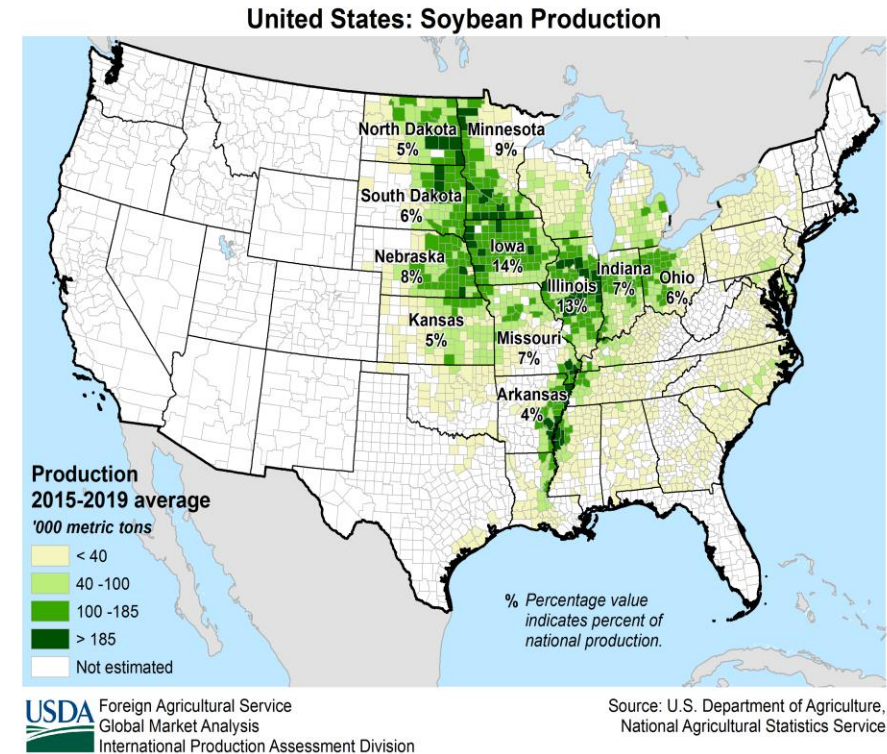 United States: Soybean Production
North Dakota
5%
Minnesota
9%
South Dakota
6%
Nebraska
8%
Iowa
14%
Illinois
13%
Indiana
7%
Ohio
6%
Kansas
5%
Missouri
7%
Arkansas
4%
Production
2015-2019 average
'000 metric tons
< 40
40 -100
100 -185
> 185
Not estimated
% Percentage value
indicates percent of
national production.
USDA
Foreign Agricultural Service
Global Market Analysis
International Production Assessment Division
Source: U.S. Department of Agriculture,
National Agricultural Statistics Service